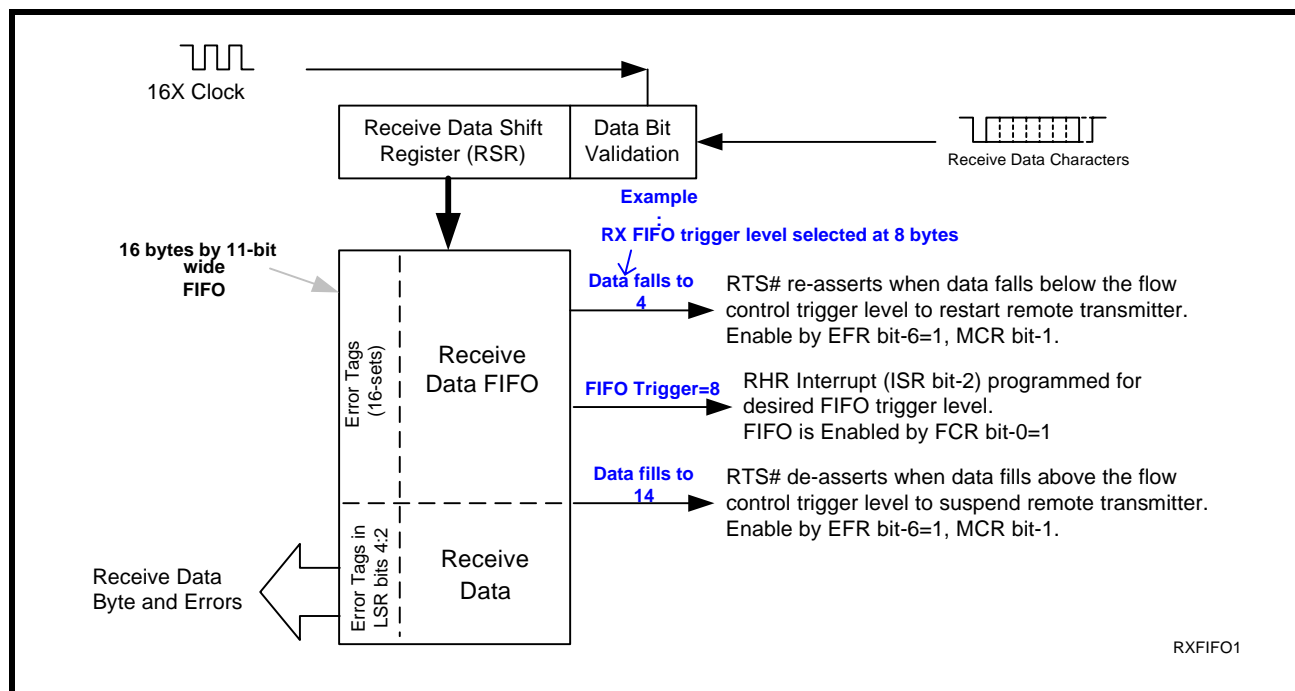 16X Clock
Receive Data Shift
Register (RSR)
Data Bit
Validation
Receive Data Characters
Example
:
RX FIFO trigger level selected at 8 bytes
16 bytes by 11-bit
wide
FIFO
Error Tags
(16-sets)
Receive
Data FIFO
Data falls to
4
RTS# re-asserts when data falls below the flow
control trigger level to restart remote transmitter.
Enable by EFR bit-6=1, MCR bit-1.
FIFO Trigger=8
RHR Interrupt (ISR bit-2) programmed for
desired FIFO trigger level.
FIFO is Enabled by FCR bit-0=1
Data fills to
14
RTS# de-asserts when data fills above the flow
control trigger level to suspend remote transmitter.
Enable by EFR bit-6=1, MCR bit-1.
Error Tags in
LSR bits 4:2
Receive
Data
Receive Data
Byte and Errors
RXFIFO1